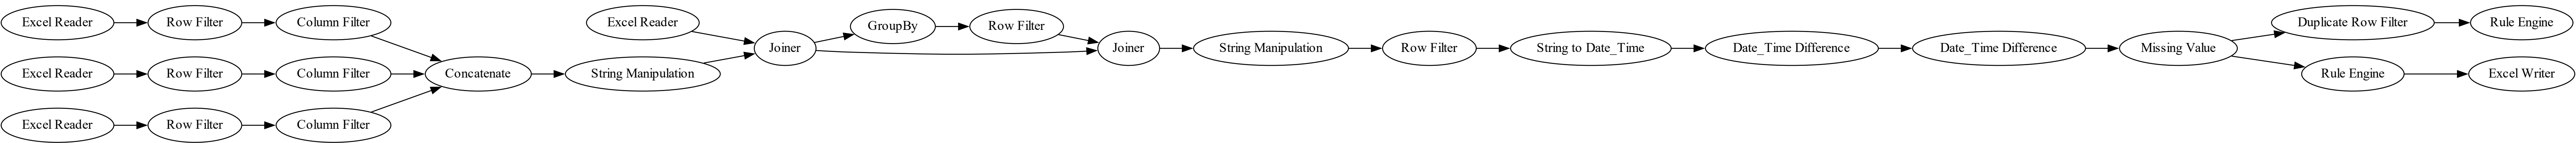 Excel Reader
Row Filter
Column Filter
Excel Reader
Row Filter
Column Filter
Excel Reader
Row Filter
Column Filter
Concatenate
Excel Reader
String Manipulation
Joiner
GroupBy
Row Filter
Joiner
String Manipulation
Row Filter
String to Date_Time
Date_Time Difference
Date_Time Difference
Missing Value
Duplicate Row Filter
Rule Engine
Rule Engine
Excel Writer